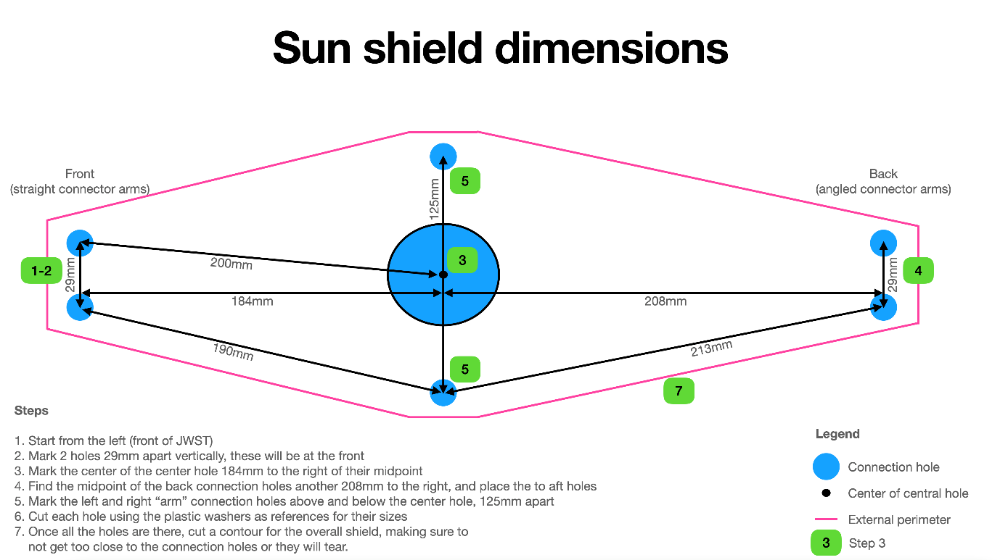 Sun shield dimensions
Front
(straight connector arms)
Back
(angled connector arms)
5
125mm
3
200mm
1-2
29mm
29mm
4
184mm
208mm
190mm
213mm
5
7
Steps
1. Start from the left (front of JWST)
2. Mark 2 holes 29mm apart vertically, these will be at the front
3. Mark the center of the center hole 184mm to the right of their midpoint
4. Find the midpoint of the back connection holes another 208mm to the right, and place the to aft holes
5. Mark the left and right “arm” connection holes above and below the center hole, 125mm apart
6. Cut each hole using the plastic washers as references for their sizes
7. Once all the holes are there, cut a contour for the overall shield, making sure to
not get too close to the connection holes or they will tear.
Legend
Connection hole
Center of central hole
External perimeter
3 Step 3